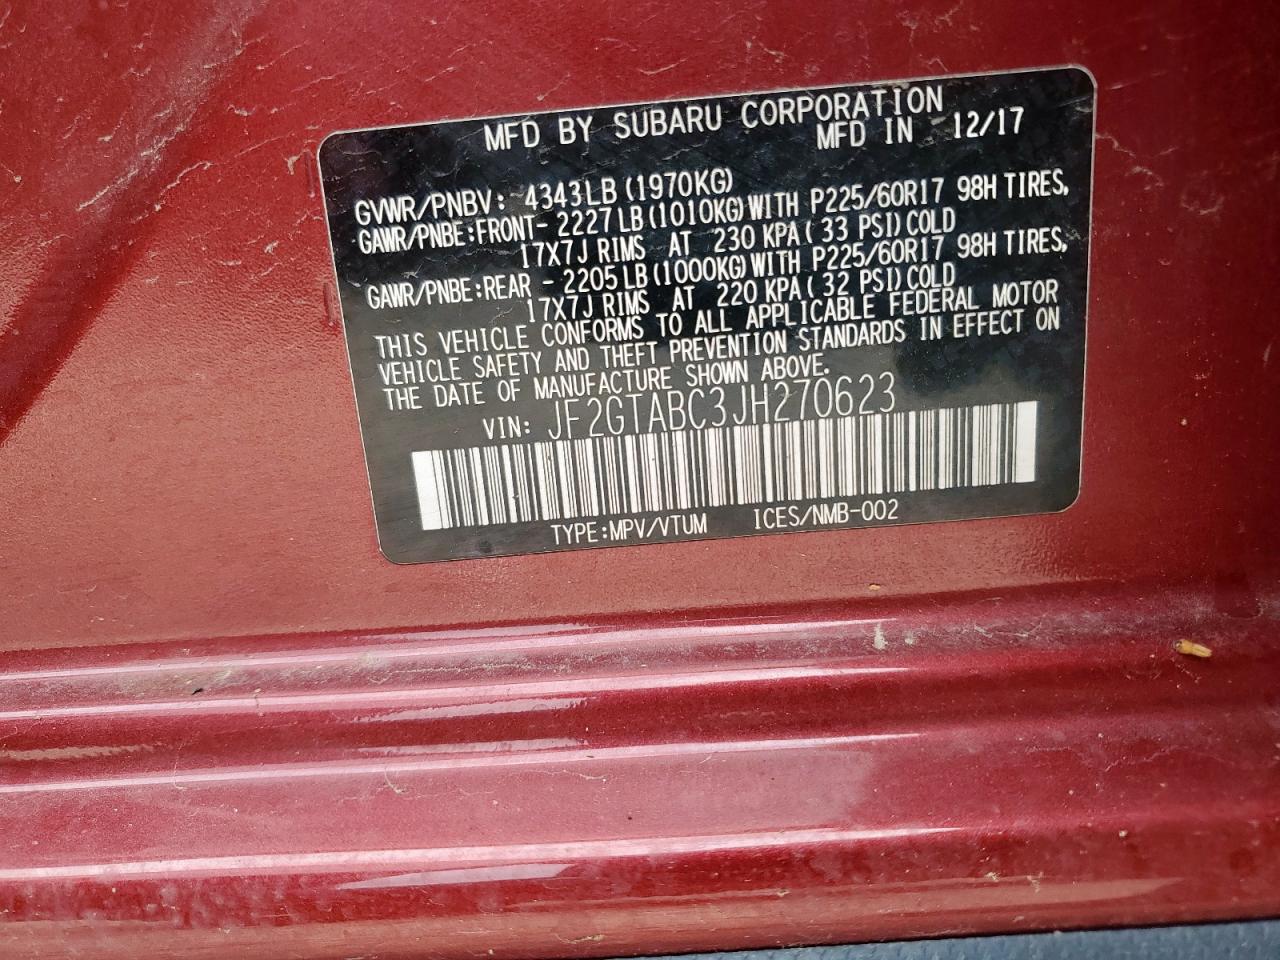 MFD BY SUBARU CORPORATION
MFD IN 12/17
GVWR/PNBV: 4343LB(1970KG)
GAWR/PNBE:FRONT- 2227LB(1010KG)WITH P225/60R17 98H TIRES,
17X7J RIMS AT 230 KPA( 33 PSI)COLD
GAWR/PNBE:REAR - 2205LB(1000KG)WITH P225/60R17 98H TIRES,
17X7J RIMS AT 220 KPA( 32 PSI)COLD
THIS VEHICLE CONFORMS TO ALL APPLICABLE FEDERAL MOTOR
VEHICLE SAFETY AND THEFT PREVENTION STANDARDS IN EFFECT ON
THE DATE OF MANUFACTURE SHOWN ABOVE.
VIN: JF2GTABC3JH270623
TYPE:MPV/VTUM ICES/NMB-002